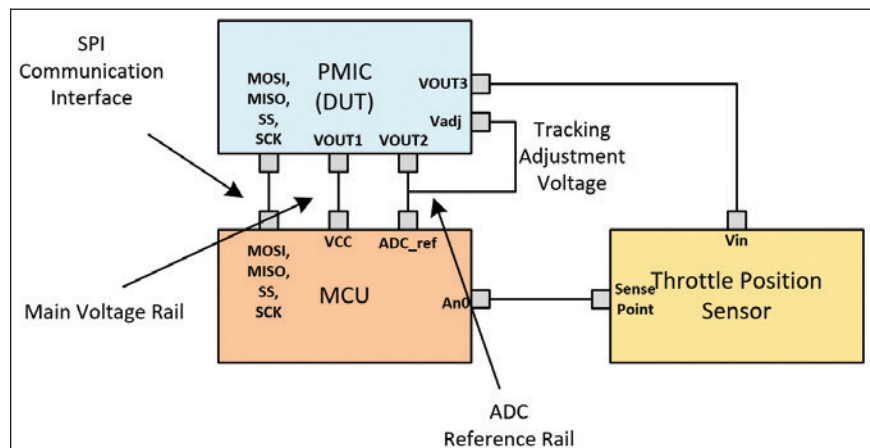 SPI
Communication
Interface
MOSI,
MISO,
SS,
SCK
PMIC
(DUT)
VOUT3
Vadj
VOUT1
VOUT2
Tracking
Adjustment
Voltage
MOSI,
MISO,
SS,
SCK
VCC
ADC_ref
MCU
An0
Main Voltage Rail
Vin
Sense
Point
Throttle Position
Sensor
ADC
Reference Rail